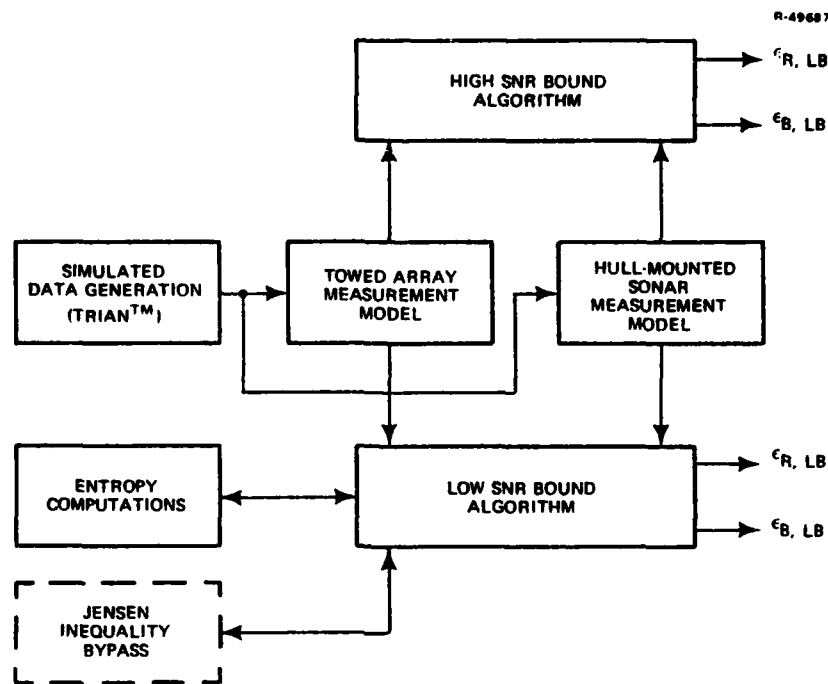 R-49687
HIGH SNR BOUND
ALGORITHM
ϵR, LB
ϵB, LB
SIMULATED
DATA GENERATION
(TRIAN™)
TOWED ARRAY
MEASUREMENT
MODEL
HULL-MOUNTED
SONAR
MEASUREMENT
MODEL
ENTROPY
COMPUTATIONS
LOW SNR BOUND
ALGORITHM
ϵR, LB
ϵB, LB
JENSEN
INEQUALITY
BYPASS